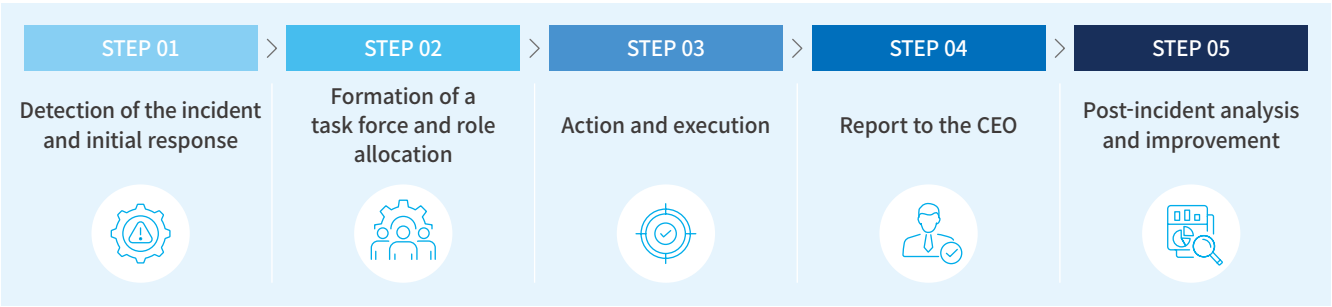 STEP 01
Detection of the incident
and initial response
STEP 02
Formation of a
task force and role
allocation
STEP 03
Action and execution
STEP 04
Report to the CEO
STEP 05
Post-incident analysis
and improvement